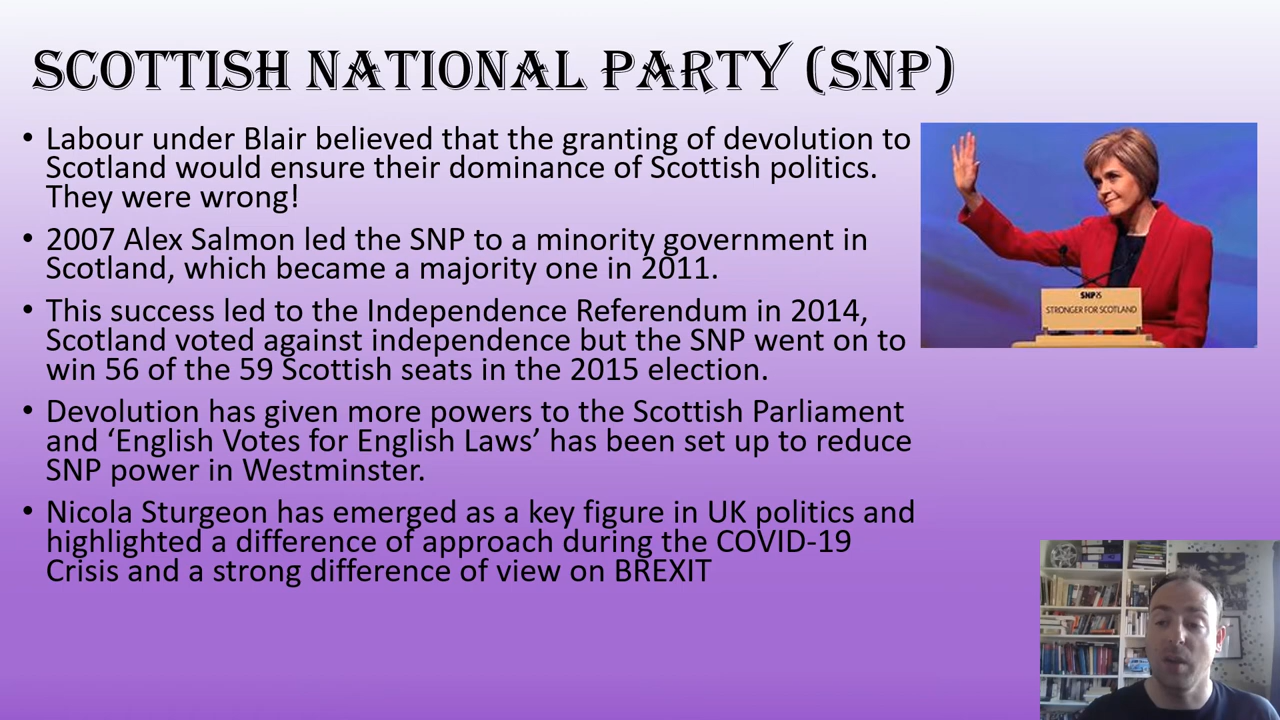 SCOTTISH NATIONAL PARTY (SNP)
• Labour under Blair believed that the granting of devolution to
Scotland would ensure their dominance of Scottish politics.
They were wrong!
• 2007 Alex Salmon led the SNP to a minority government in
Scotland, which became a majority one in 2011.
• This success led to the Independence Referendum in 2014,
Scotland voted against independence but the SNP went on to
win 56 of the 59 Scottish seats in the 2015 election.
• Devolution has given more powers to the Scottish Parliament
and ‘English Votes for English Laws’ has been set up to reduce
SNP power in Westminster.
• Nicola Sturgeon has emerged as a key figure in UK politics and
highlighted a difference of approach during the COVID-19
Crisis and a strong difference of view on BREXIT
SNP
STRONGER FOR SCOTLAND